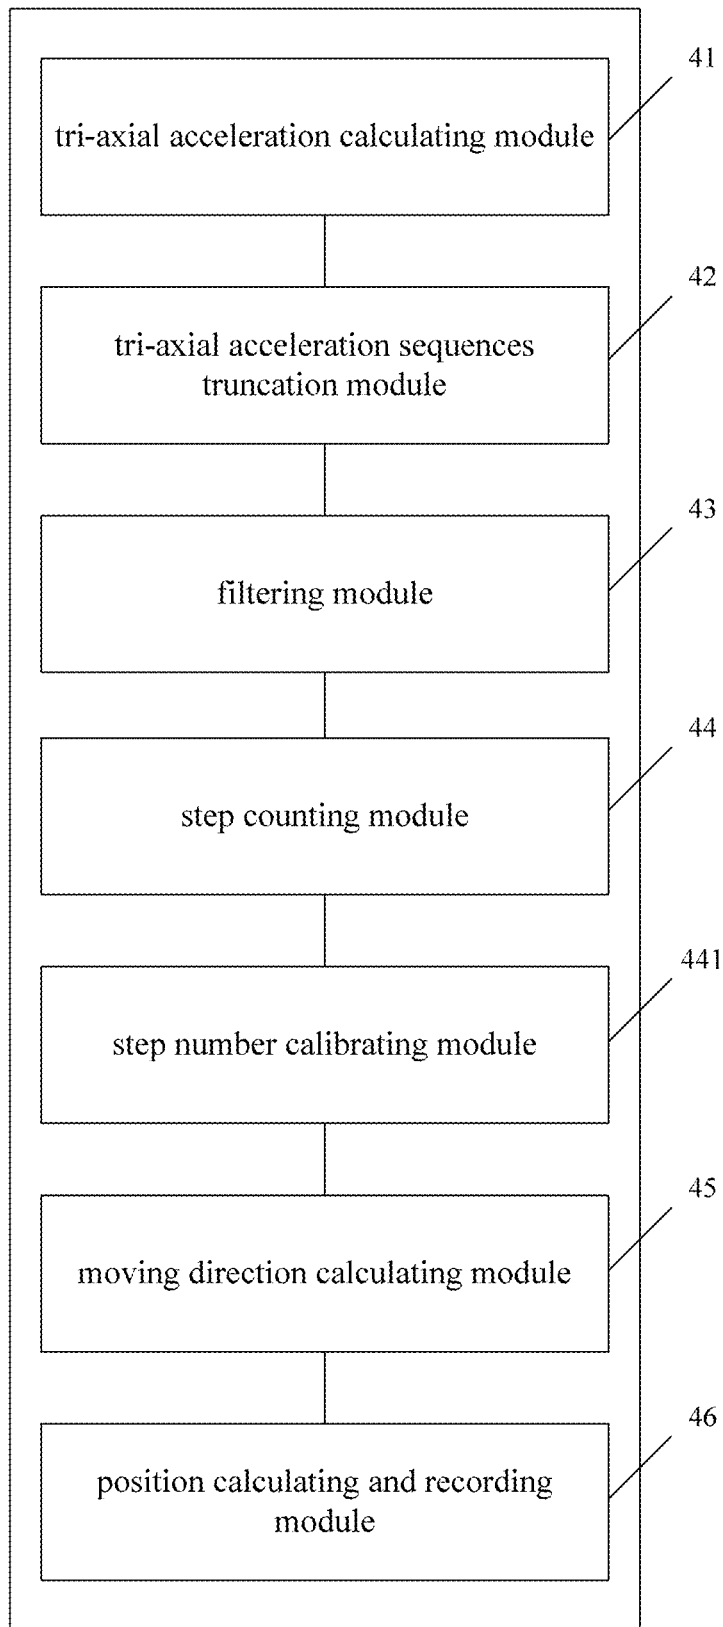 41
tri-axial acceleration calculating module
42
tri-axial acceleration sequences
truncation module
43
filtering module
44
step counting module
441
step number calibrating module
45
moving direction calculating module
46
position calculating and recording
module